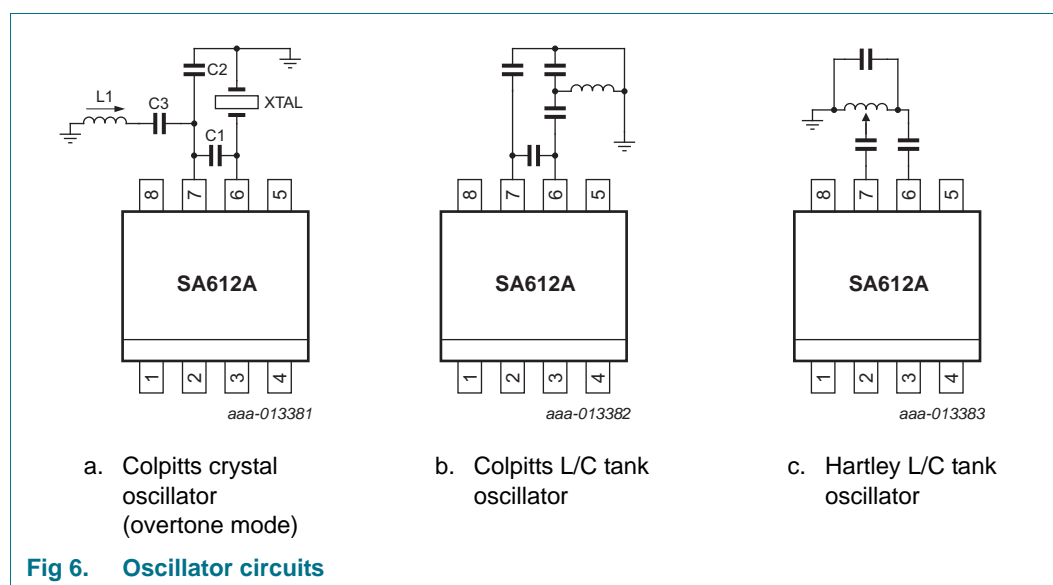 C2
L1
C3
XTAL
C1
8 7 6 5
SA612A
1 2 3 4
aaa-013381
8 7 6 5
SA612A
1 2 3 4
aaa-013382
8 7 6 5
SA612A
1 2 3 4
aaa-013383
a. Colpitts crystal
oscillator
(overtone mode)
b. Colpitts L/C tank
oscillator
c. Hartley L/C tank
oscillator
Fig 6. Oscillator circuits